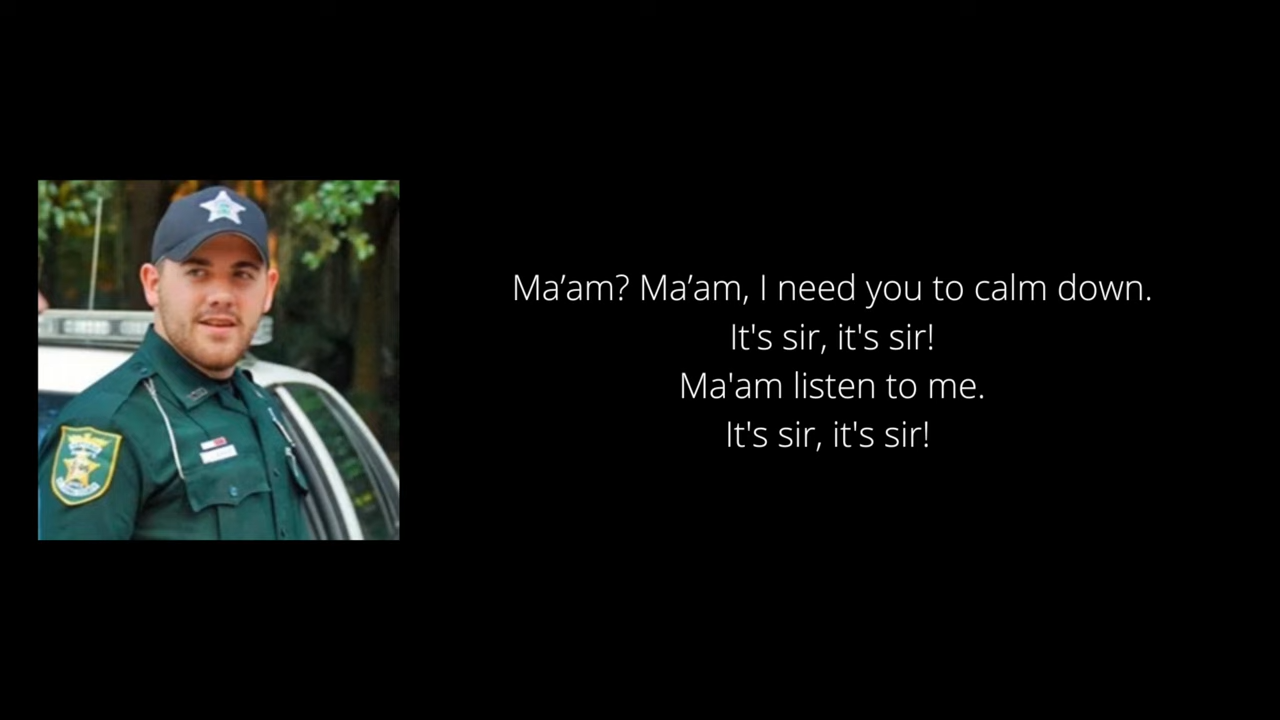 Ma’am? Ma’am, I need you to calm down.
It's sir, it's sir!
Ma'am listen to me.
It's sir, it's sir!